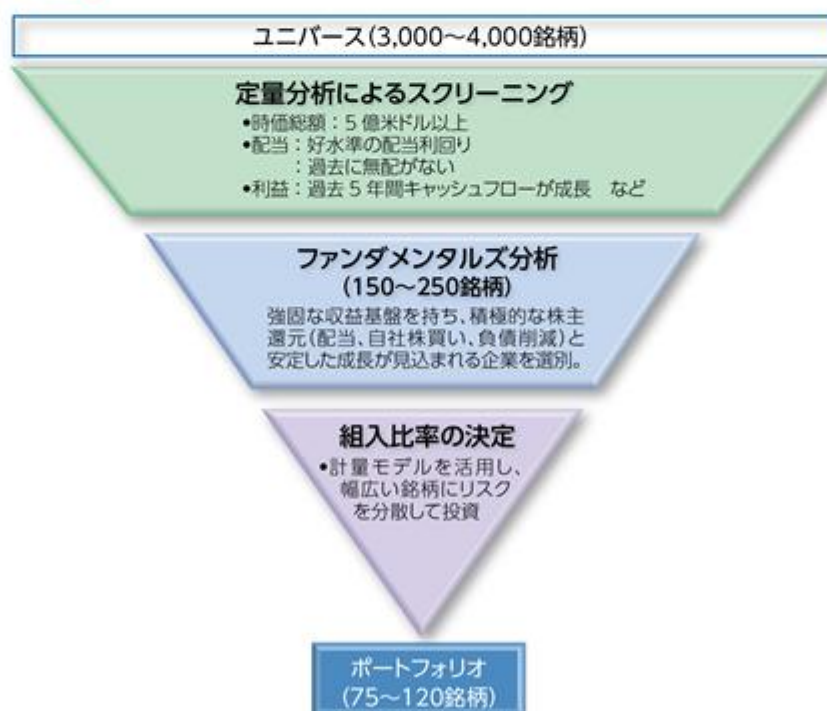 ユニバース(3,000～4,000銘柄)
定量分析によるスクリーニング
•時価総額：5億米ドル以上
•配当：好水準の配当利回り
：過去に無配がない
•利益：過去5年間キャッシュフローが成長　など
ファンダメンタルズ分析
(150～250銘柄)
強固な収益基盤を持ち、積極的な株主
還元(配当、自社株買い、負債削減)と
安定した成長が見込まれる企業を選別。
組入比率の決定
•計量モデルを活用し、
幅広い銘柄にリスク
を分散して投資
ポートフォリオ
(75～120銘柄)